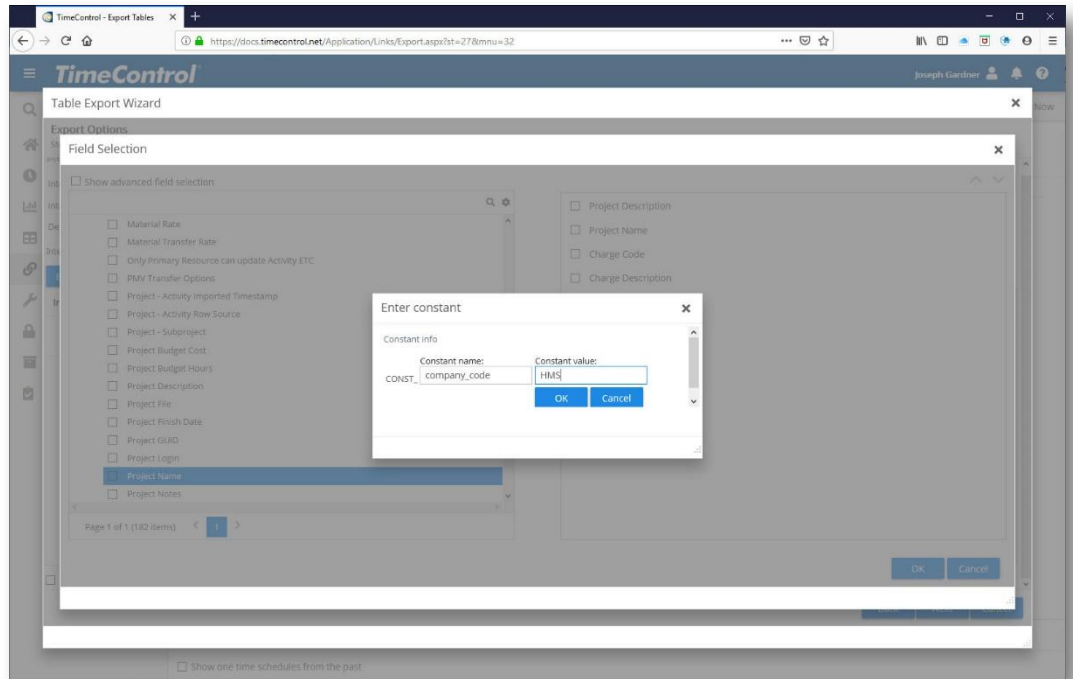 TimeControl - Export Tables
https://docs.timecontrol.net/Application/Links/Export.aspx?st=27&mnu=32
TimeControl
Joseph Gardner
Table Export Wizard
Now
Export Options
Field Selection
Show advanced field selection
Material Rate
Material Transfer Rate
Only Primary Resource can update Activity ETC
PMV Transfer Options
Project - Activity Imported Timestamp
Project - Activity Row Source
Project - Subproject
Project Budget Cost
Project Budget Hours
Project Description
Project File
Project Finish Date
Project GUID
Project Login
Project Name
Project Notes
Page 1 of 1 (182 items) < 1 >
Project Description
Project Name
Charge Code
Charge Description
Enter constant
Constant info
Constant name: Constant value:
CONST_ company_code HMS
OK Cancel
OK Cancel
Show one time schedules from the past